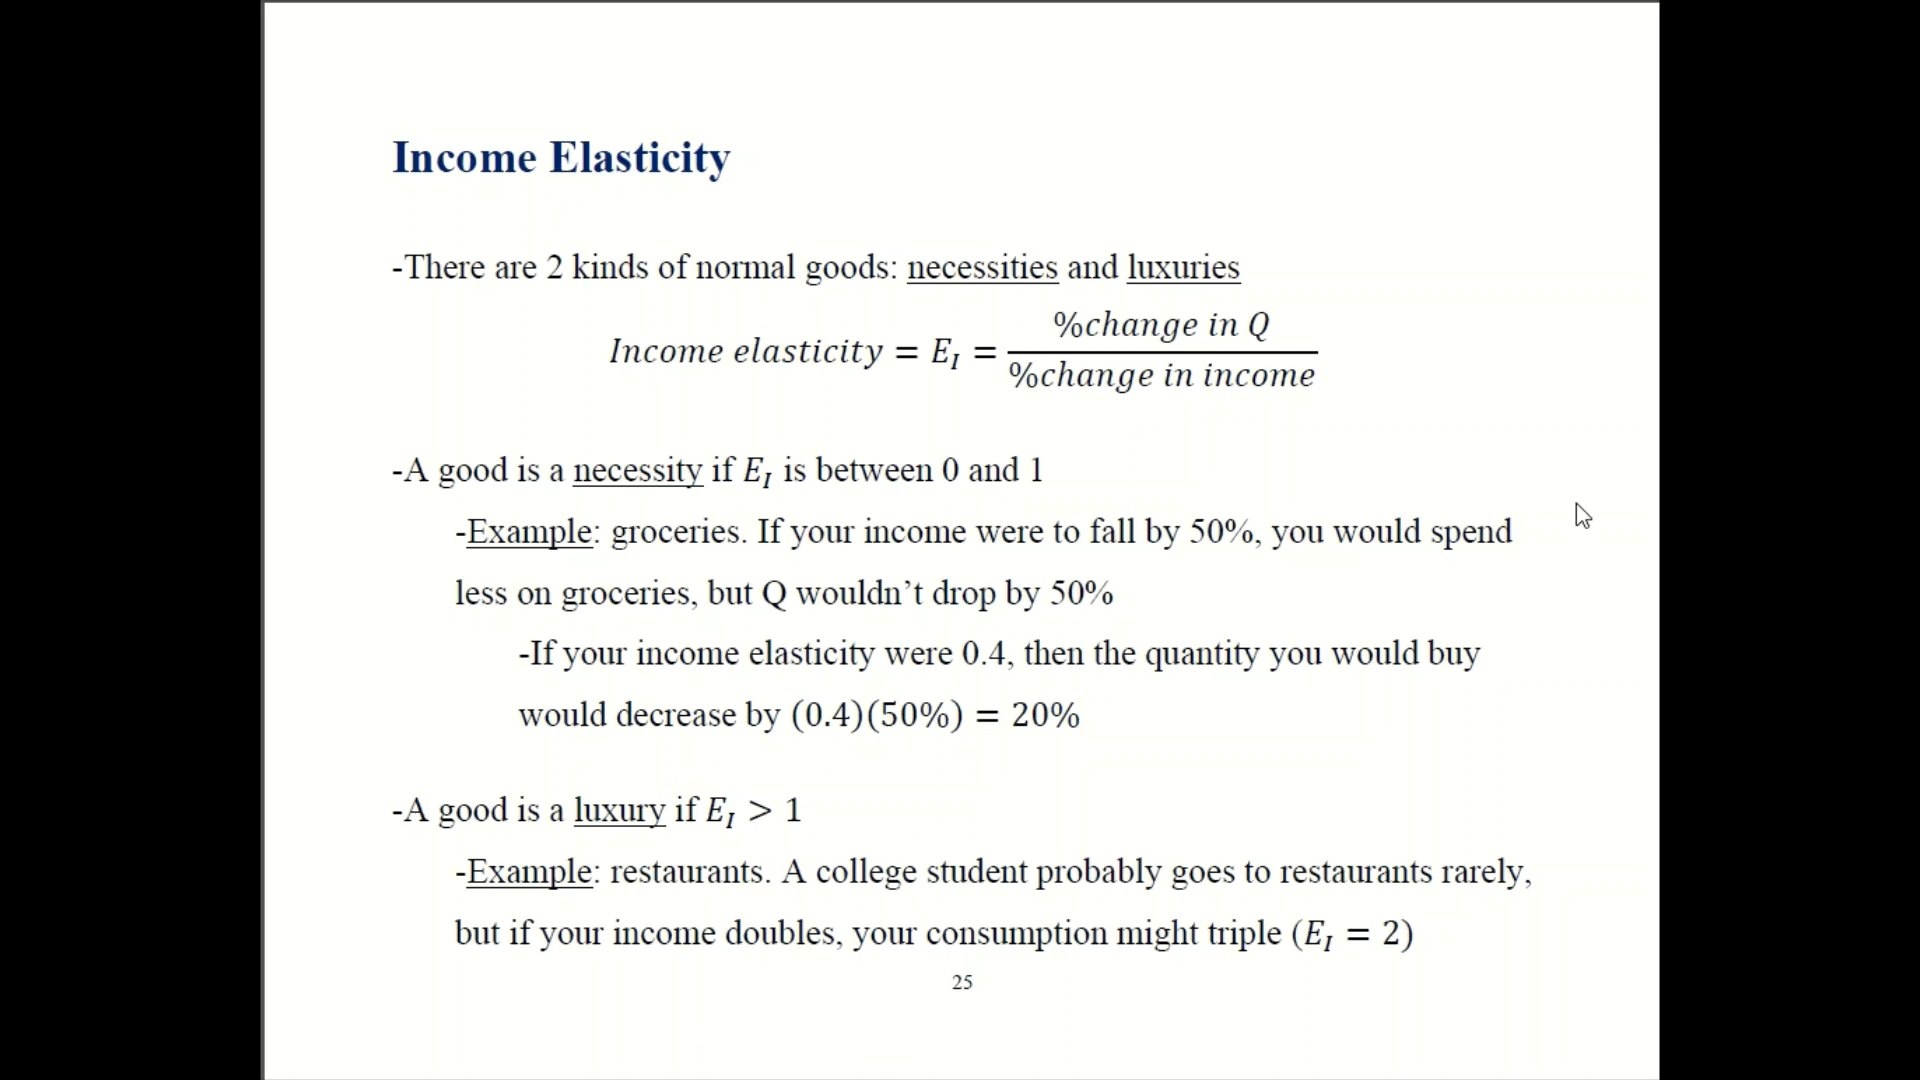 Income Elasticity
-There are 2 kinds of normal goods: necessities and luxuries
Income elasticity = E_I = %change in Q / %change in income
-A good is a necessity if E_I is between 0 and 1
-Example: groceries. If your income were to fall by 50%, you would spend
less on groceries, but Q wouldn’t drop by 50%
-If your income elasticity were 0.4, then the quantity you would buy
would decrease by (0.4)(50%) = 20%
-A good is a luxury if E_I > 1
-Example: restaurants. A college student probably goes to restaurants rarely,
but if your income doubles, your consumption might triple (E_I = 2)
25